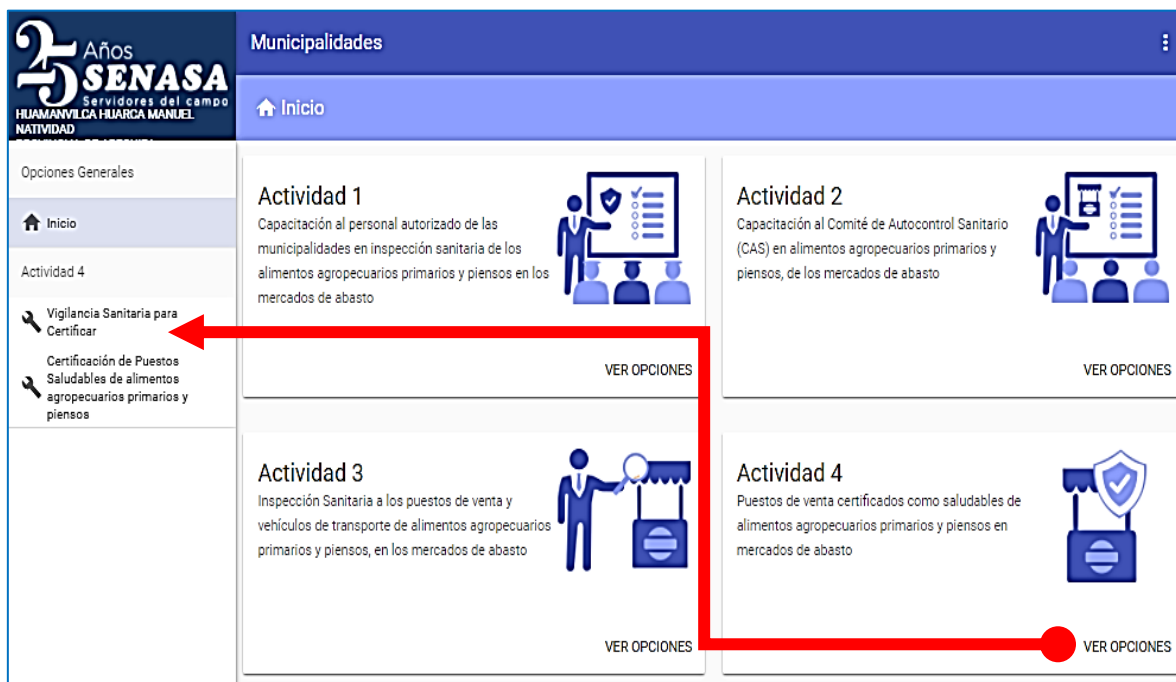 25 Años
SENASA
Servidores del campo
HUAMANVILCA HUARCA MANUEL
NATIVIDAD
Municipalidades
Inicio
Opciones Generales
Inicio
Actividad 4
Vigilancia Sanitaria para
Certificar
Certificación de Puestos
Saludables de alimentos
agropecuarios primarios y
piensos
Actividad 1
Capacitación al personal autorizado de las
municipalidades en inspección sanitaria de los
alimentos agropecuarios primarios y piensos en los
mercados de abasto
VER OPCIONES
Actividad 2
Capacitación al Comité de Autocontrol Sanitario
(CAS) en alimentos agropecuarios primarios y
piensos, de los mercados de abasto
VER OPCIONES
Actividad 3
Inspección Sanitaria a los puestos de venta y
vehículos de transporte de alimentos agropecuarios
primarios y piensos, en los mercados de abasto
VER OPCIONES
Actividad 4
Puestos de venta certificados como saludables de
alimentos agropecuarios primarios y piensos en
mercados de abasto
VER OPCIONES